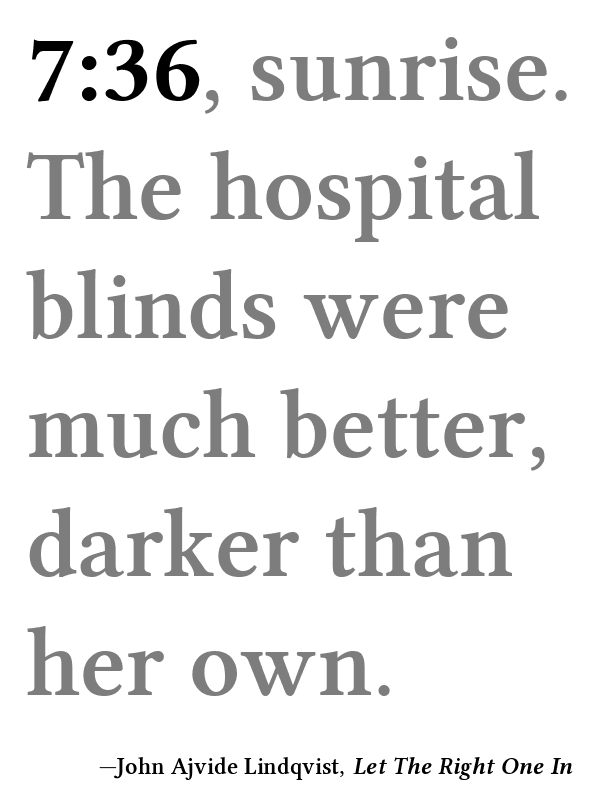 7:36, sunrise.
The hospital
blinds were
much better,
darker than
her own.
—John Ajvide Lindqvist, Let The Right One In